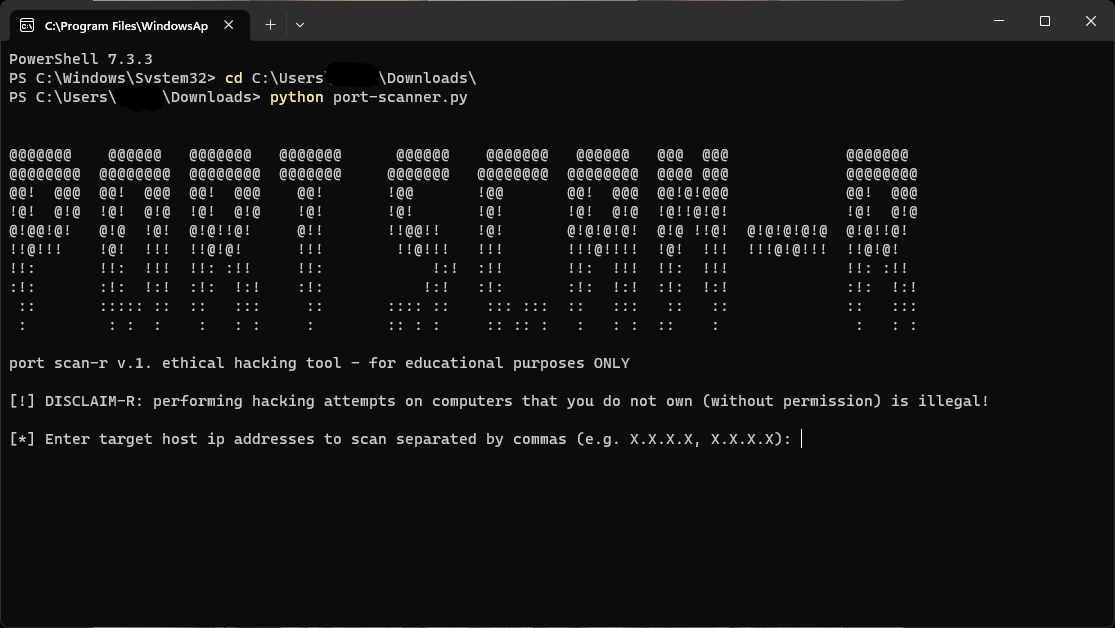 C:\Program Files\WindowsAp
PowerShell 7.3.3
PS C:\Windows\System32> cd C:\Users\ \Downloads\
PS C:\Users\ \Downloads> python port-scanner.py
PORT SCAN-R
port scan-r v.1. ethical hacking tool - for educational purposes ONLY
[!] DISCLAIM-R: performing hacking attempts on computers that you do not own (without permission) is illegal!
[*] Enter target host ip addresses to scan separated by commas (e.g. X.X.X.X, X.X.X.X):